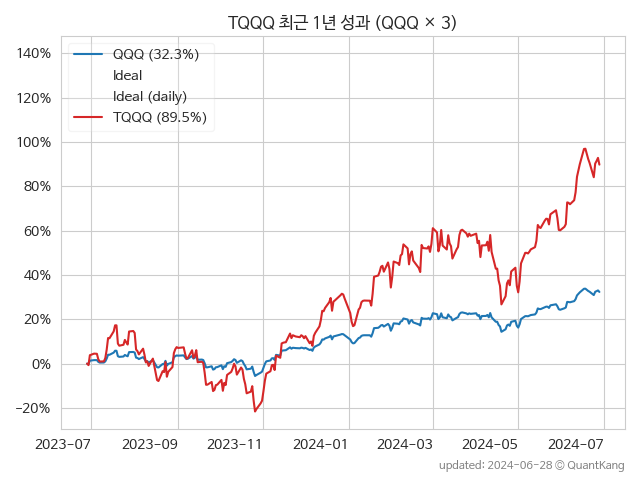 TQQQ 최근 1년 성과 (QQQ × 3)
QQQ (32.3%)
Ideal
Ideal (daily)
TQQQ (89.5%)
140%
120%
100%
80%
60%
40%
20%
0%
−20%
2023-07 2023-09 2023-11 2024-01 2024-03 2024-05 2024-07
updated: 2024-06-28 © QuantKang